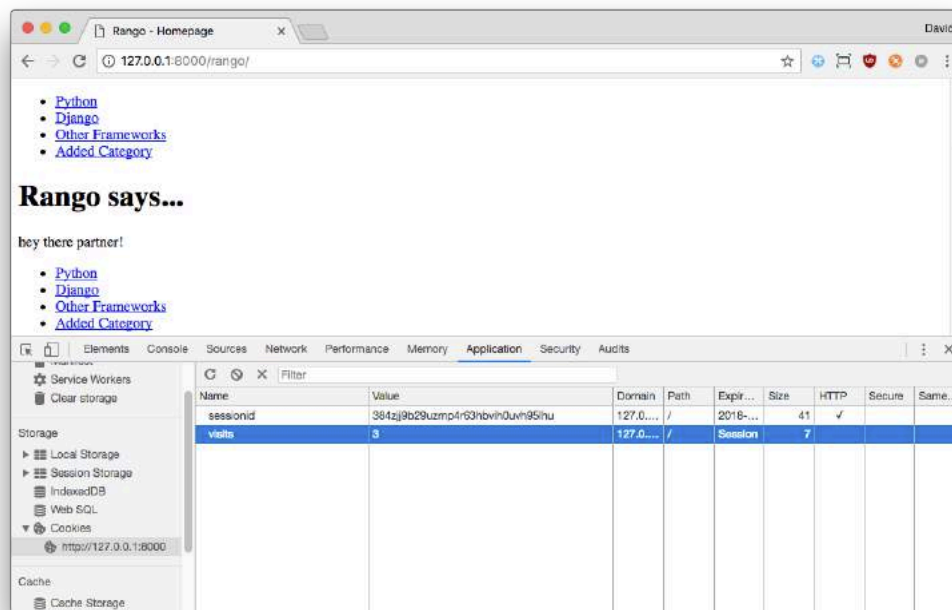 Rango - Homepage
David
127.0.0.1:8000/rango/
Python
Django
Other Frameworks
Added Category
Rango says...
hey there partner!
Python
Django
Other Frameworks
Added Category
Elements Console Sources Network Performance Memory Application Security Audits
Manifest
Service Workers
Clear storage
Storage
Local Storage
Session Storage
IndexedDB
Web SQL
Cookies
http://127.0.0.1:8000
Cache
Cache Storage
Filter
Name Value Domain Path Expir... Size HTTP Secure Same...
sessionid 127.0.... / 2018-... 41 ✓
visits 3 127.0.... / Session 7